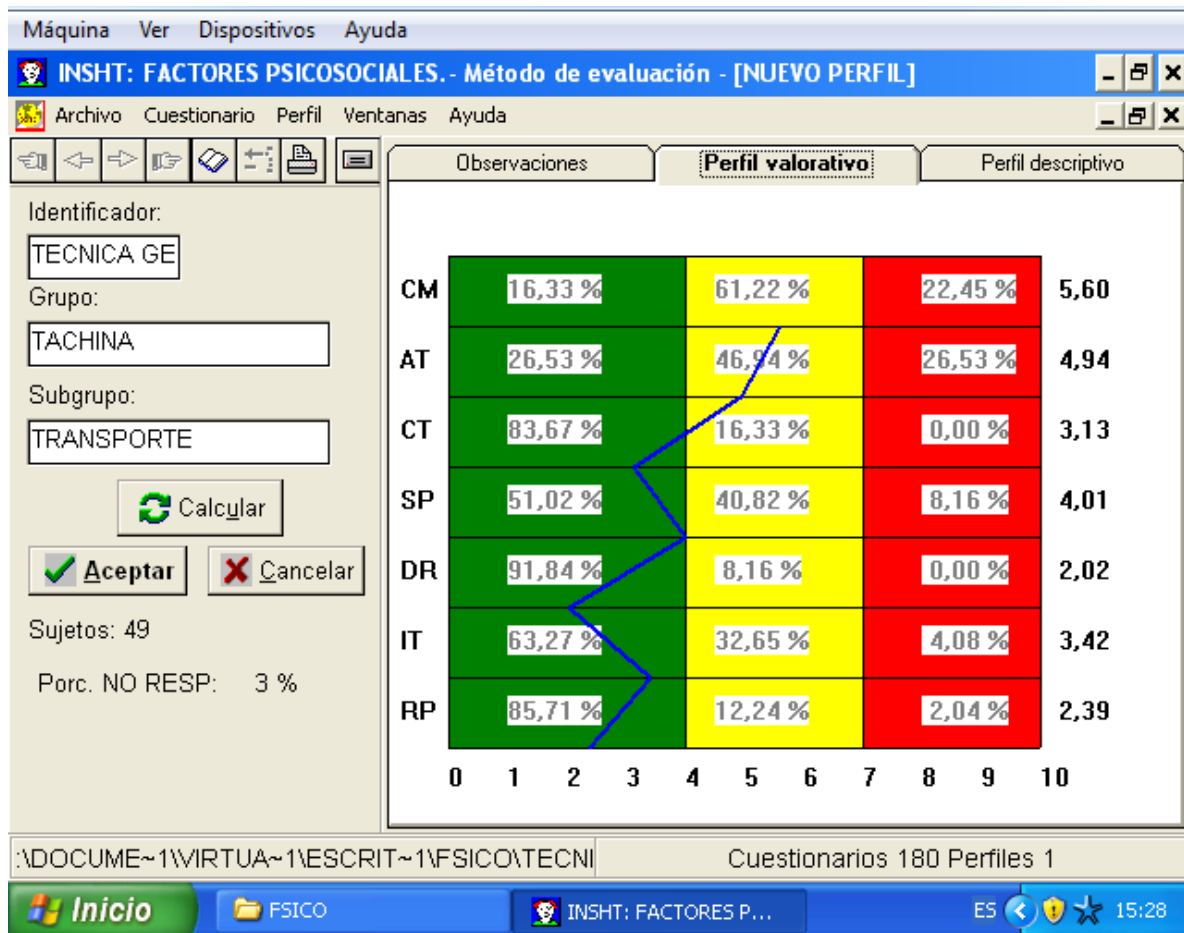 Máquina Ver Dispositivos Ayuda
INSHT: FACTORES PSICOSOCIALES.- Método de evaluación - [NUEVO PERFIL]
Archivo Cuestionario Perfil Ventanas Ayuda
Observaciones Perfil valorativo Perfil descriptivo
Identificador:
TECNICA GE
Grupo:
TACHINA
Subgrupo:
TRANSPORTE
Calcular
Aceptar Cancelar
Sujetos: 49
Porc. NO RESP: 3 %
CM 16,33 % 61,22 % 22,45 % 5,60
AT 26,53 % 46,94 % 26,53 % 4,94
CT 83,67 % 16,33 % 0,00 % 3,13
SP 51,02 % 40,82 % 8,16 % 4,01
DR 91,84 % 8,16 % 0,00 % 2,02
IT 63,27 % 32,65 % 4,08 % 3,42
RP 85,71 % 12,24 % 2,04 % 2,39
0 1 2 3 4 5 6 7 8 9 10
:\DOCUME~1\VIRTUA~1\ESCRIT~1\FSICO\TECNI Cuestionarios 180 Perfiles 1
Inicio FSICO INSHT: FACTORES P... ES 15:28